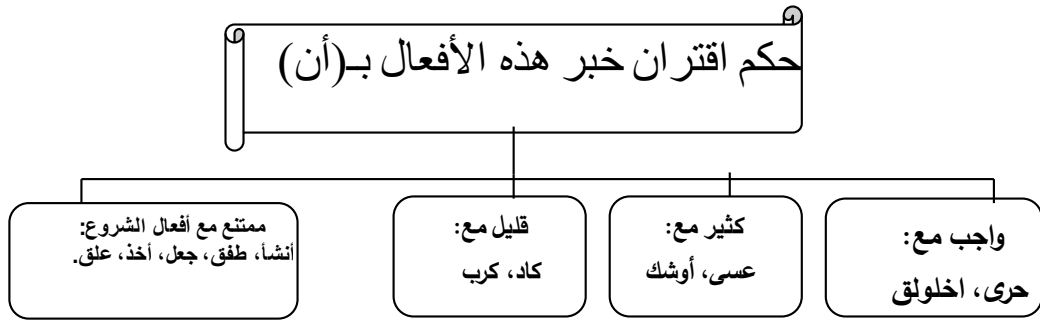 حكم اقتران خبر هذه الأفعال بـ(أن)
واجب مع:
حرى، اخلولق
كثير مع:
عسى، أوشك
قليل مع:
كاد، كرب
ممتنع مع أفعال الشروع:
أنشأ، طفق، جعل، أخذ، علق.